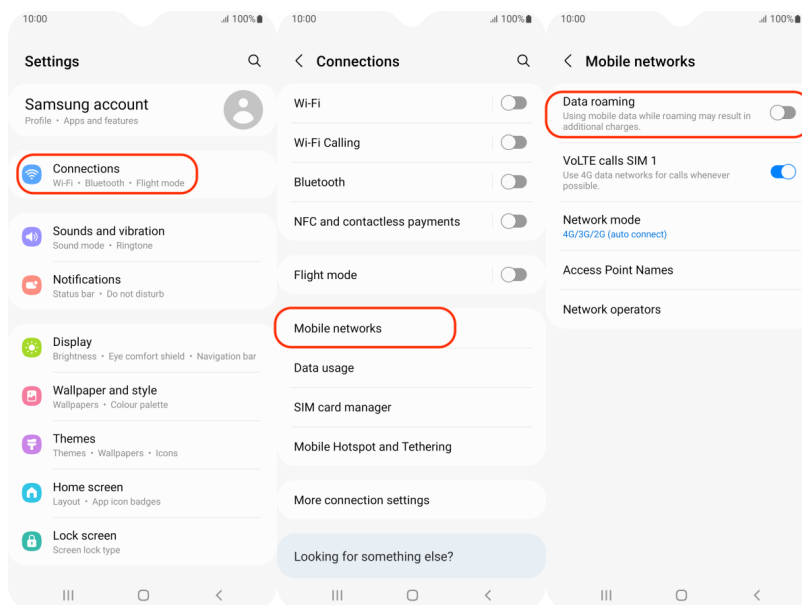 10:00
100%
Settings
Samsung account
Profile • Apps and features
Connections
Wi-Fi • Bluetooth • Flight mode
Sounds and vibration
Sound mode • Ringtone
Notifications
Status bar • Do not disturb
Display
Brightness • Eye comfort shield • Navigation bar
Wallpaper and style
Wallpapers • Colour palette
Themes
Themes • Wallpapers • Icons
Home screen
Layout • App icon badges
Lock screen
Screen lock type
10:00
100%
Connections
Wi-Fi
Wi-Fi Calling
Bluetooth
NFC and contactless payments
Flight mode
Mobile networks
Data usage
SIM card manager
Mobile Hotspot and Tethering
More connection settings
Looking for something else?
10:00
100%
Mobile networks
Data roaming
Using mobile data while roaming may result in
additional charges.
VoLTE calls SIM 1
Use 4G data networks for calls whenever
possible.
Network mode
4G/3G/2G (auto connect)
Access Point Names
Network operators